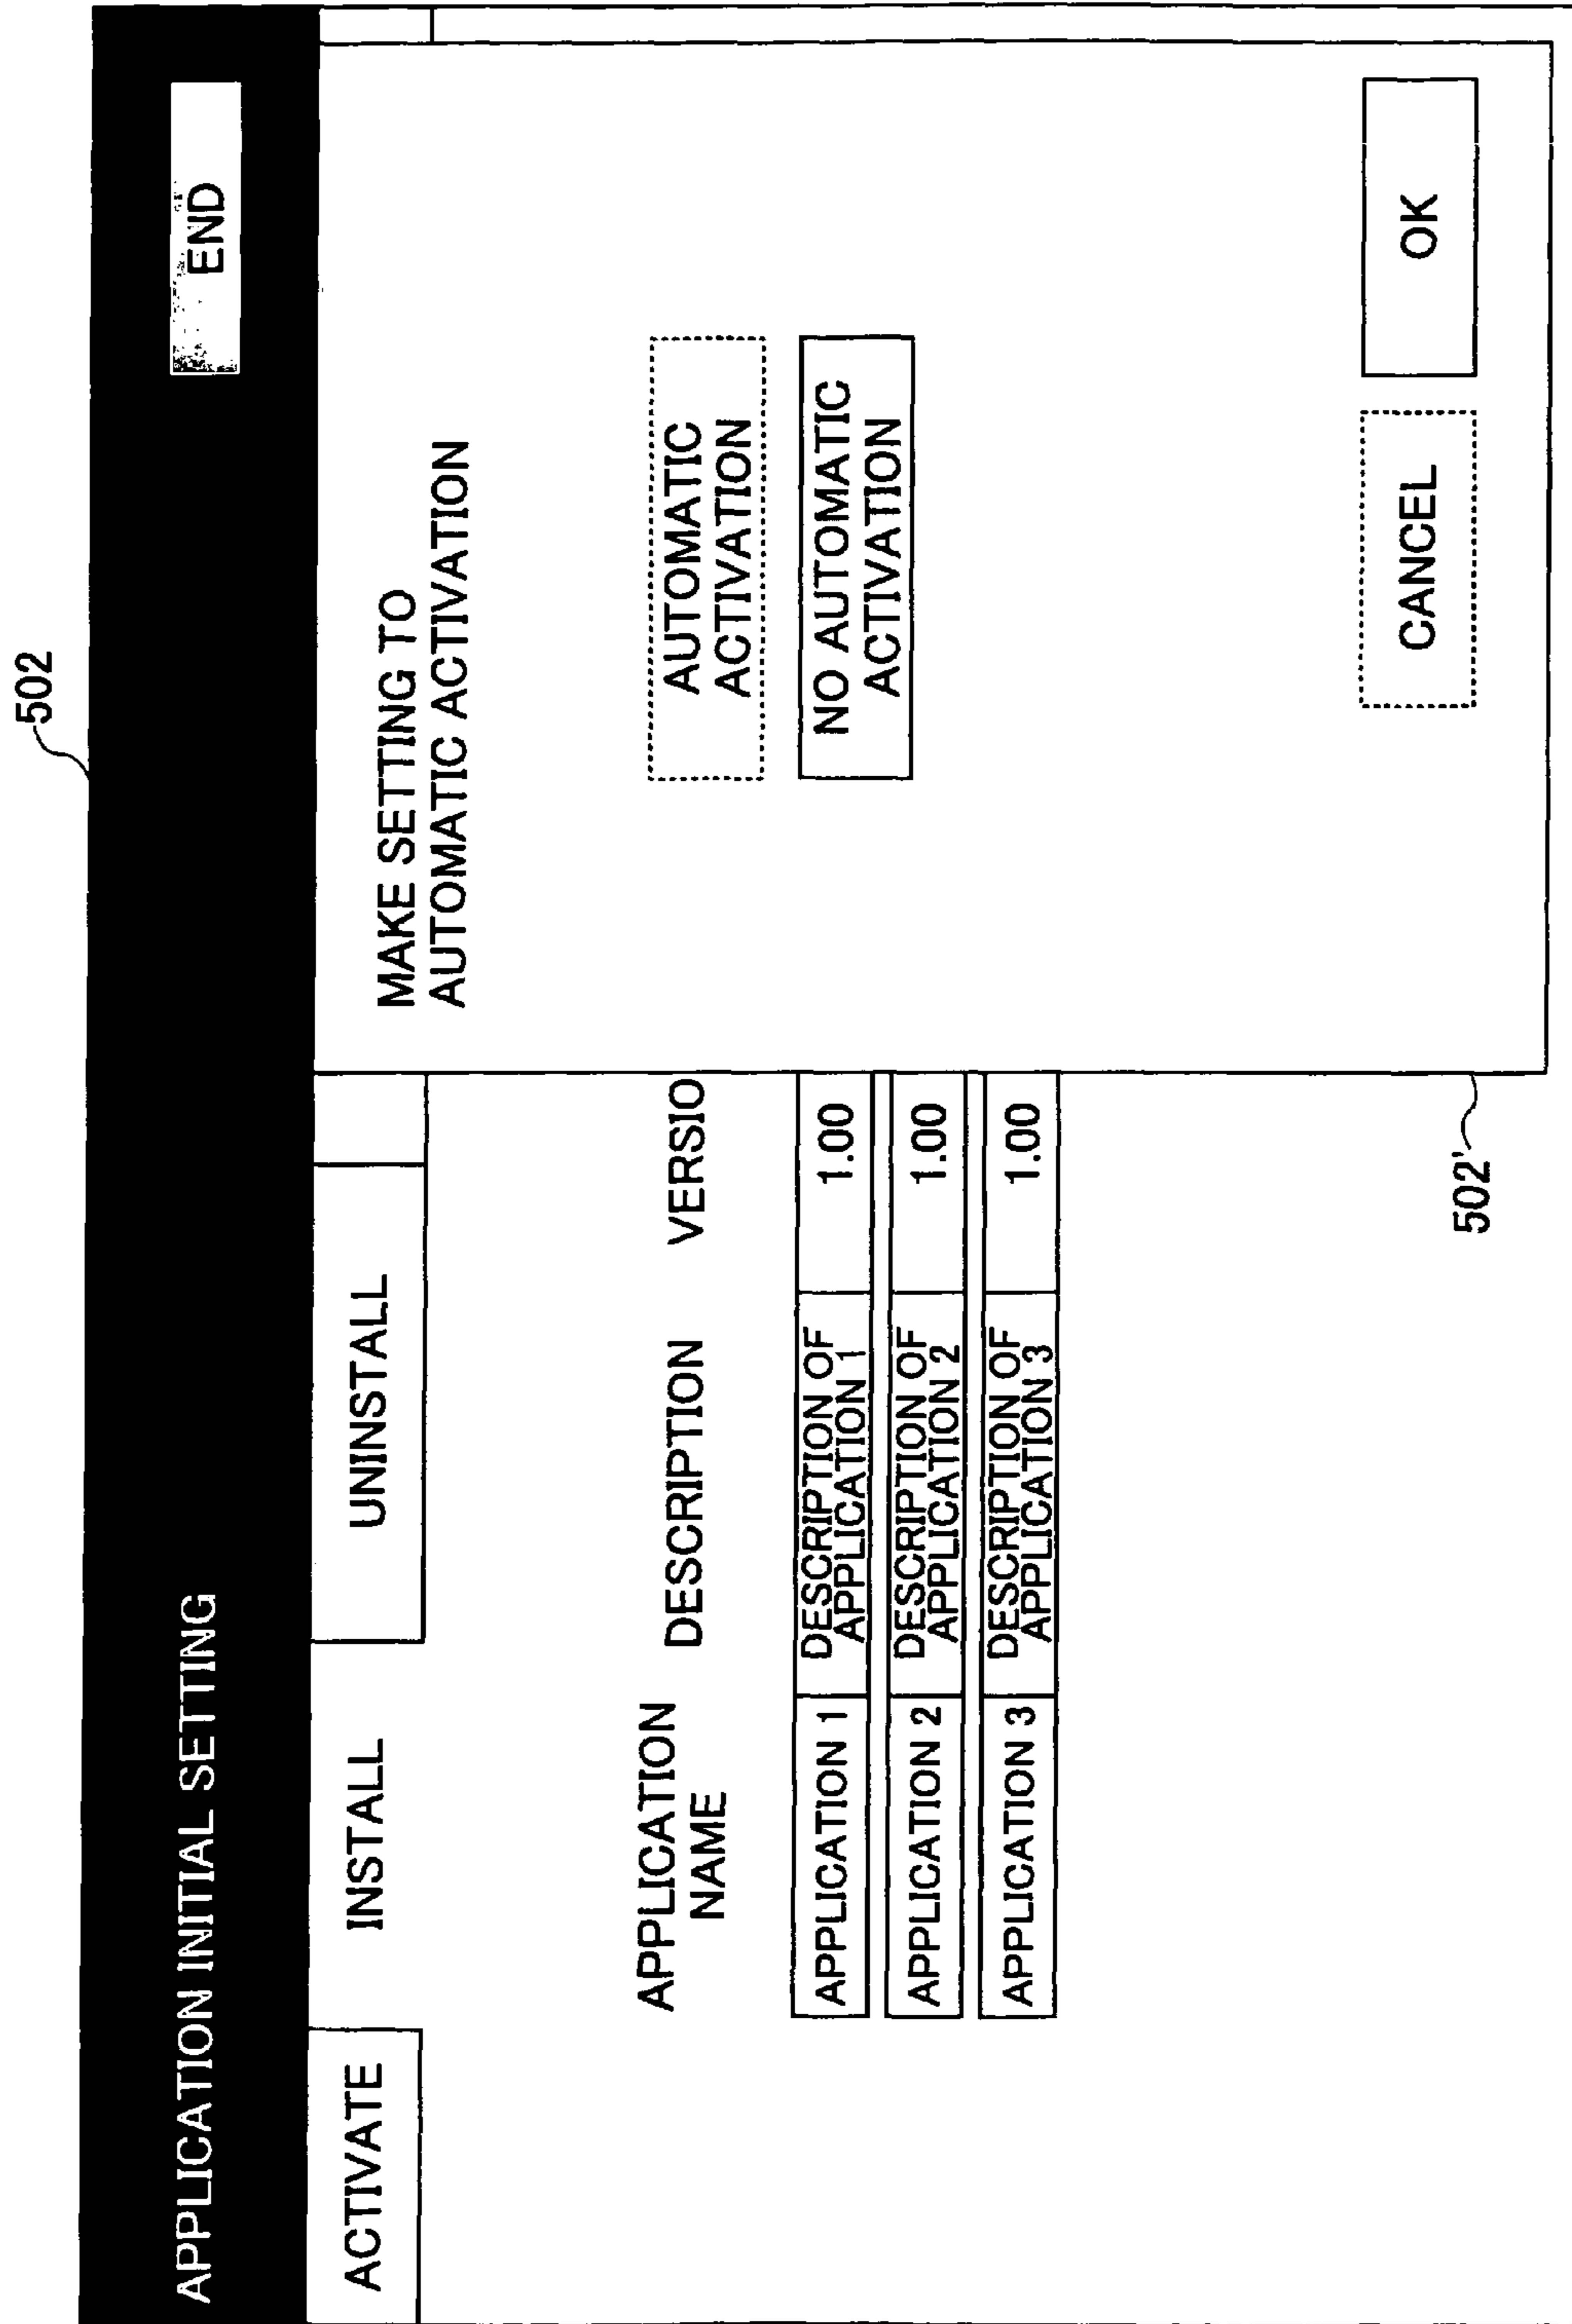 502
APPLICATION INITIAL SETTING
END
ACTIVATE
INSTALL
UNINSTALL
APPLICATION
NAME
DESCRIPTION
VERSIO
APPLICATION 1
DESCRIPTION OF
APPLICATION 1
1.00
APPLICATION 2
DESCRIPTION OF
APPLICATION 2
1.00
APPLICATION 3
DESCRIPTION OF
APPLICATION 3
1.00
MAKE SETTING TO
AUTOMATIC ACTIVATION
AUTOMATIC
ACTIVATION
NO AUTOMATIC
ACTIVATION
CANCEL
OK
502'